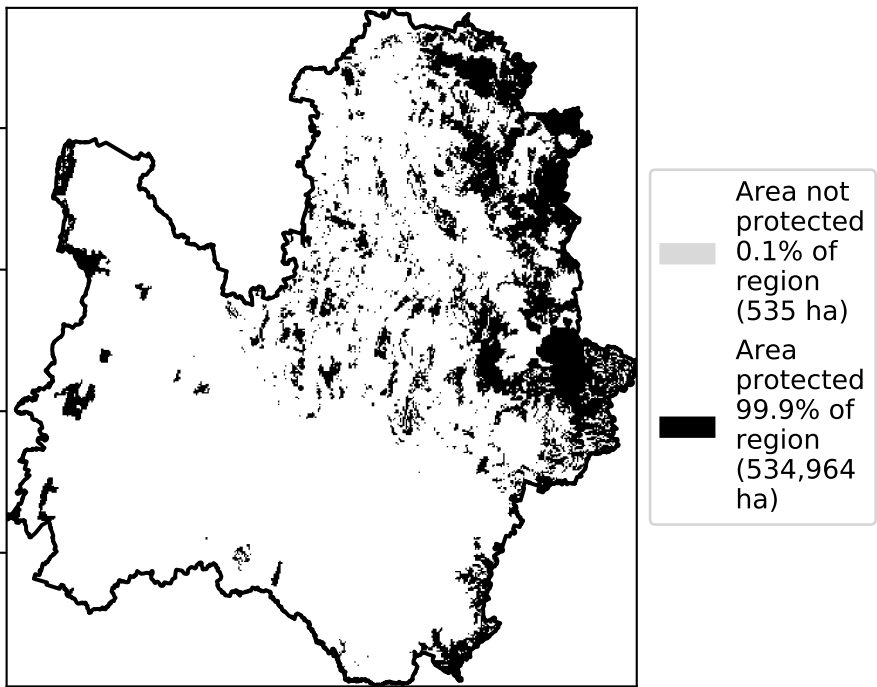 Area not
protected
0.1% of
region
(535 ha)
Area
protected
99.9% of
region
(534,964
ha)